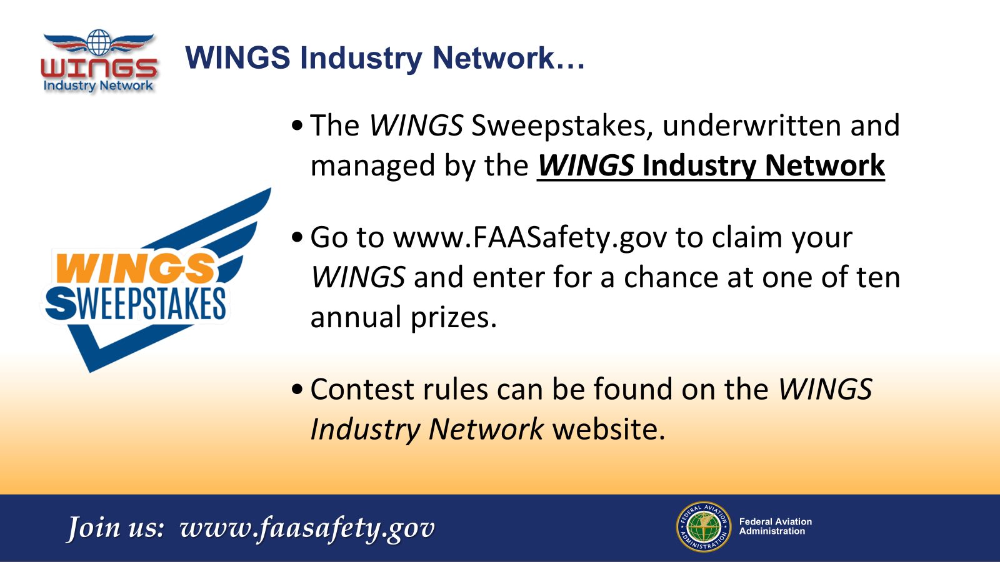 WINGS
Industry Network
WINGS Industry Network…
• The WINGS Sweepstakes, underwritten and
managed by the WINGS Industry Network
• Go to www.FAASafety.gov to claim your
WINGS and enter for a chance at one of ten
annual prizes.
• Contest rules can be found on the WINGS
Industry Network website.
WINGS
SWEEPSTAKES
Join us:  www.faasafety.gov
FEDERAL AVIATION
ADMINISTRATION
Federal Aviation
Administration